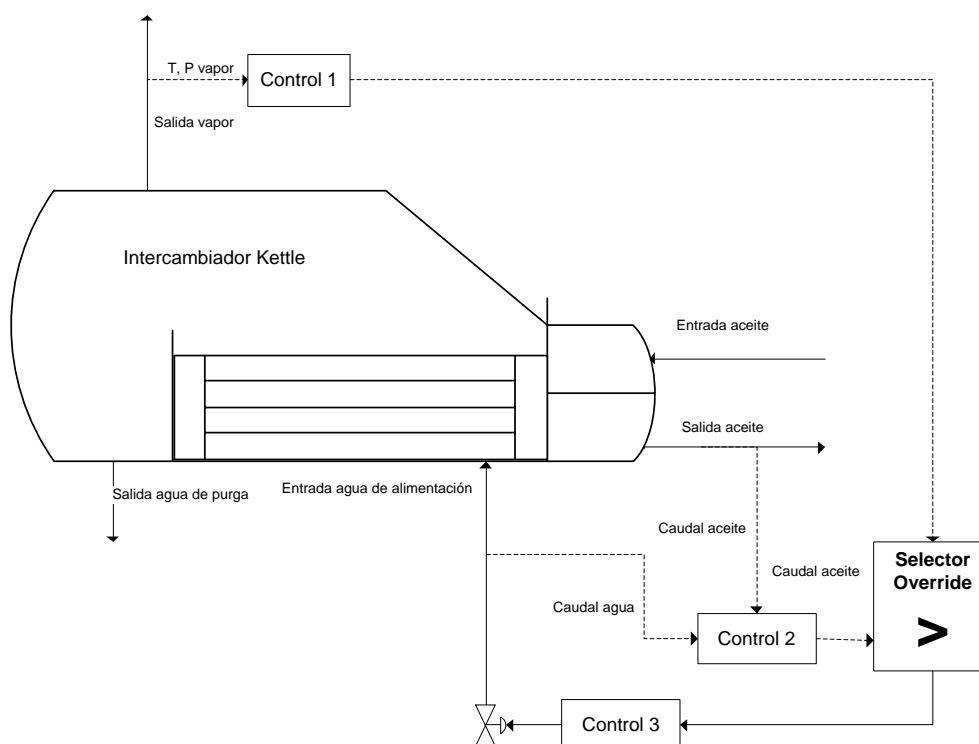 T, P vapor
Control 1
Salida vapor
Intercambiador Kettle
Entrada aceite
Salida aceite
Salida agua de purga
Entrada agua de alimentación
Caudal aceite
Caudal aceite
Selector
Override
>
Caudal agua
Control 2
Control 3